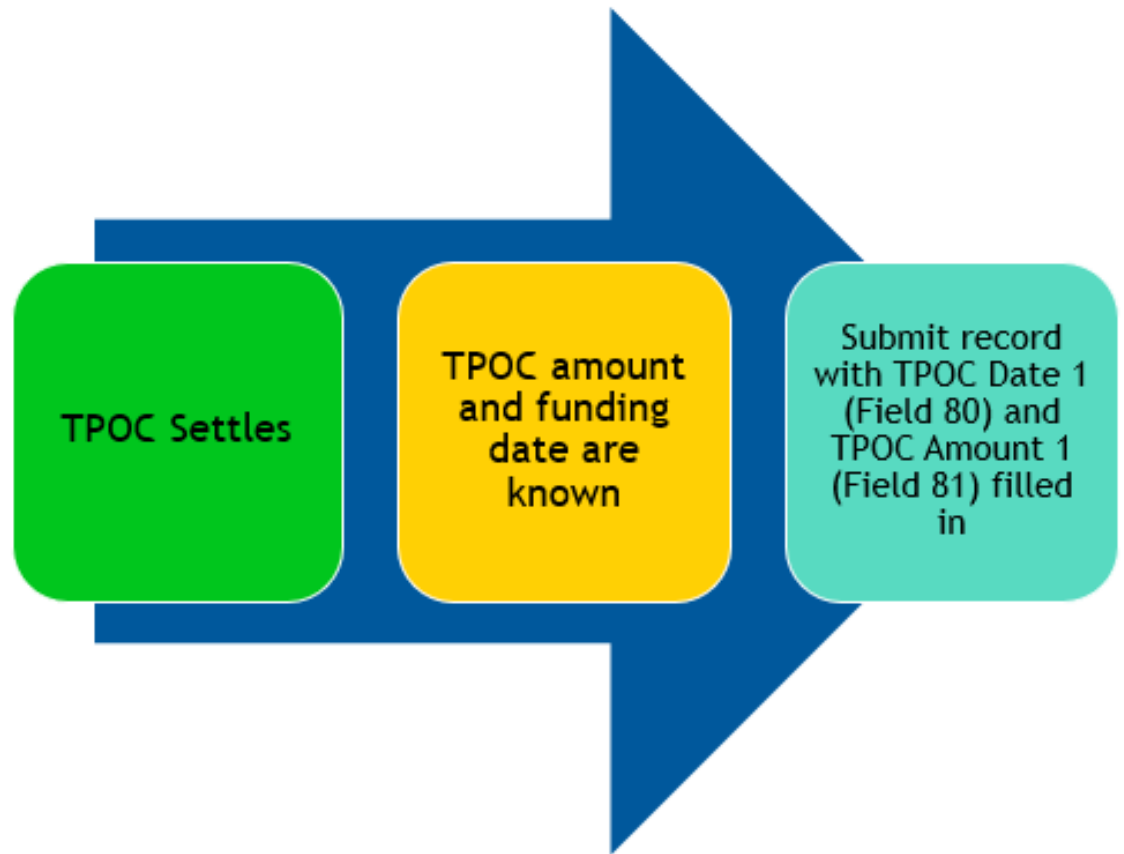 TPOC Settles
TPOC amount
and funding
date are
known
Submit record
with TPOC Date 1
(Field 80) and
TPOC Amount 1
(Field 81) filled
in